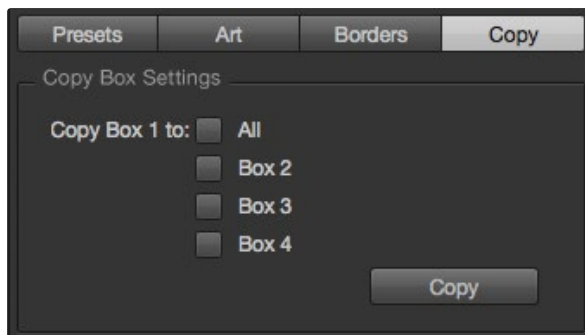 Presets Art Borders Copy
Copy Box Settings
Copy Box 1 to: All
Box 2
Box 3
Box 4
Copy